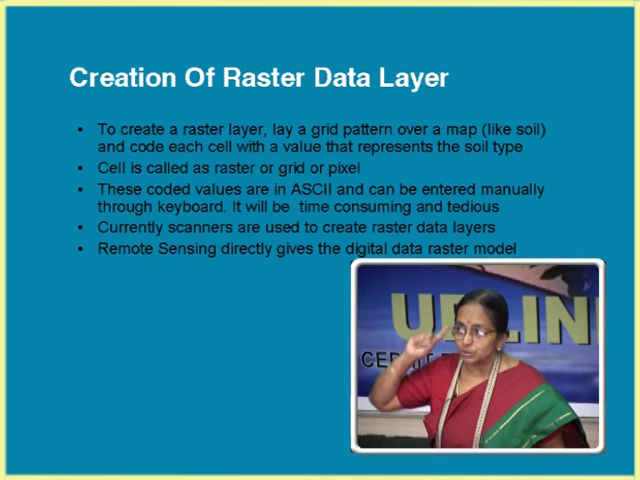 Creation Of Raster Data Layer
• To create a raster layer, lay a grid pattern over a map (like soil)
and code each cell with a value that represents the soil type
• Cell is called as raster or grid or pixel
• These coded values are in ASCII and can be entered manually
through keyboard. It will be  time consuming and tedious
• Currently scanners are used to create raster data layers
• Remote Sensing directly gives the digital data raster model